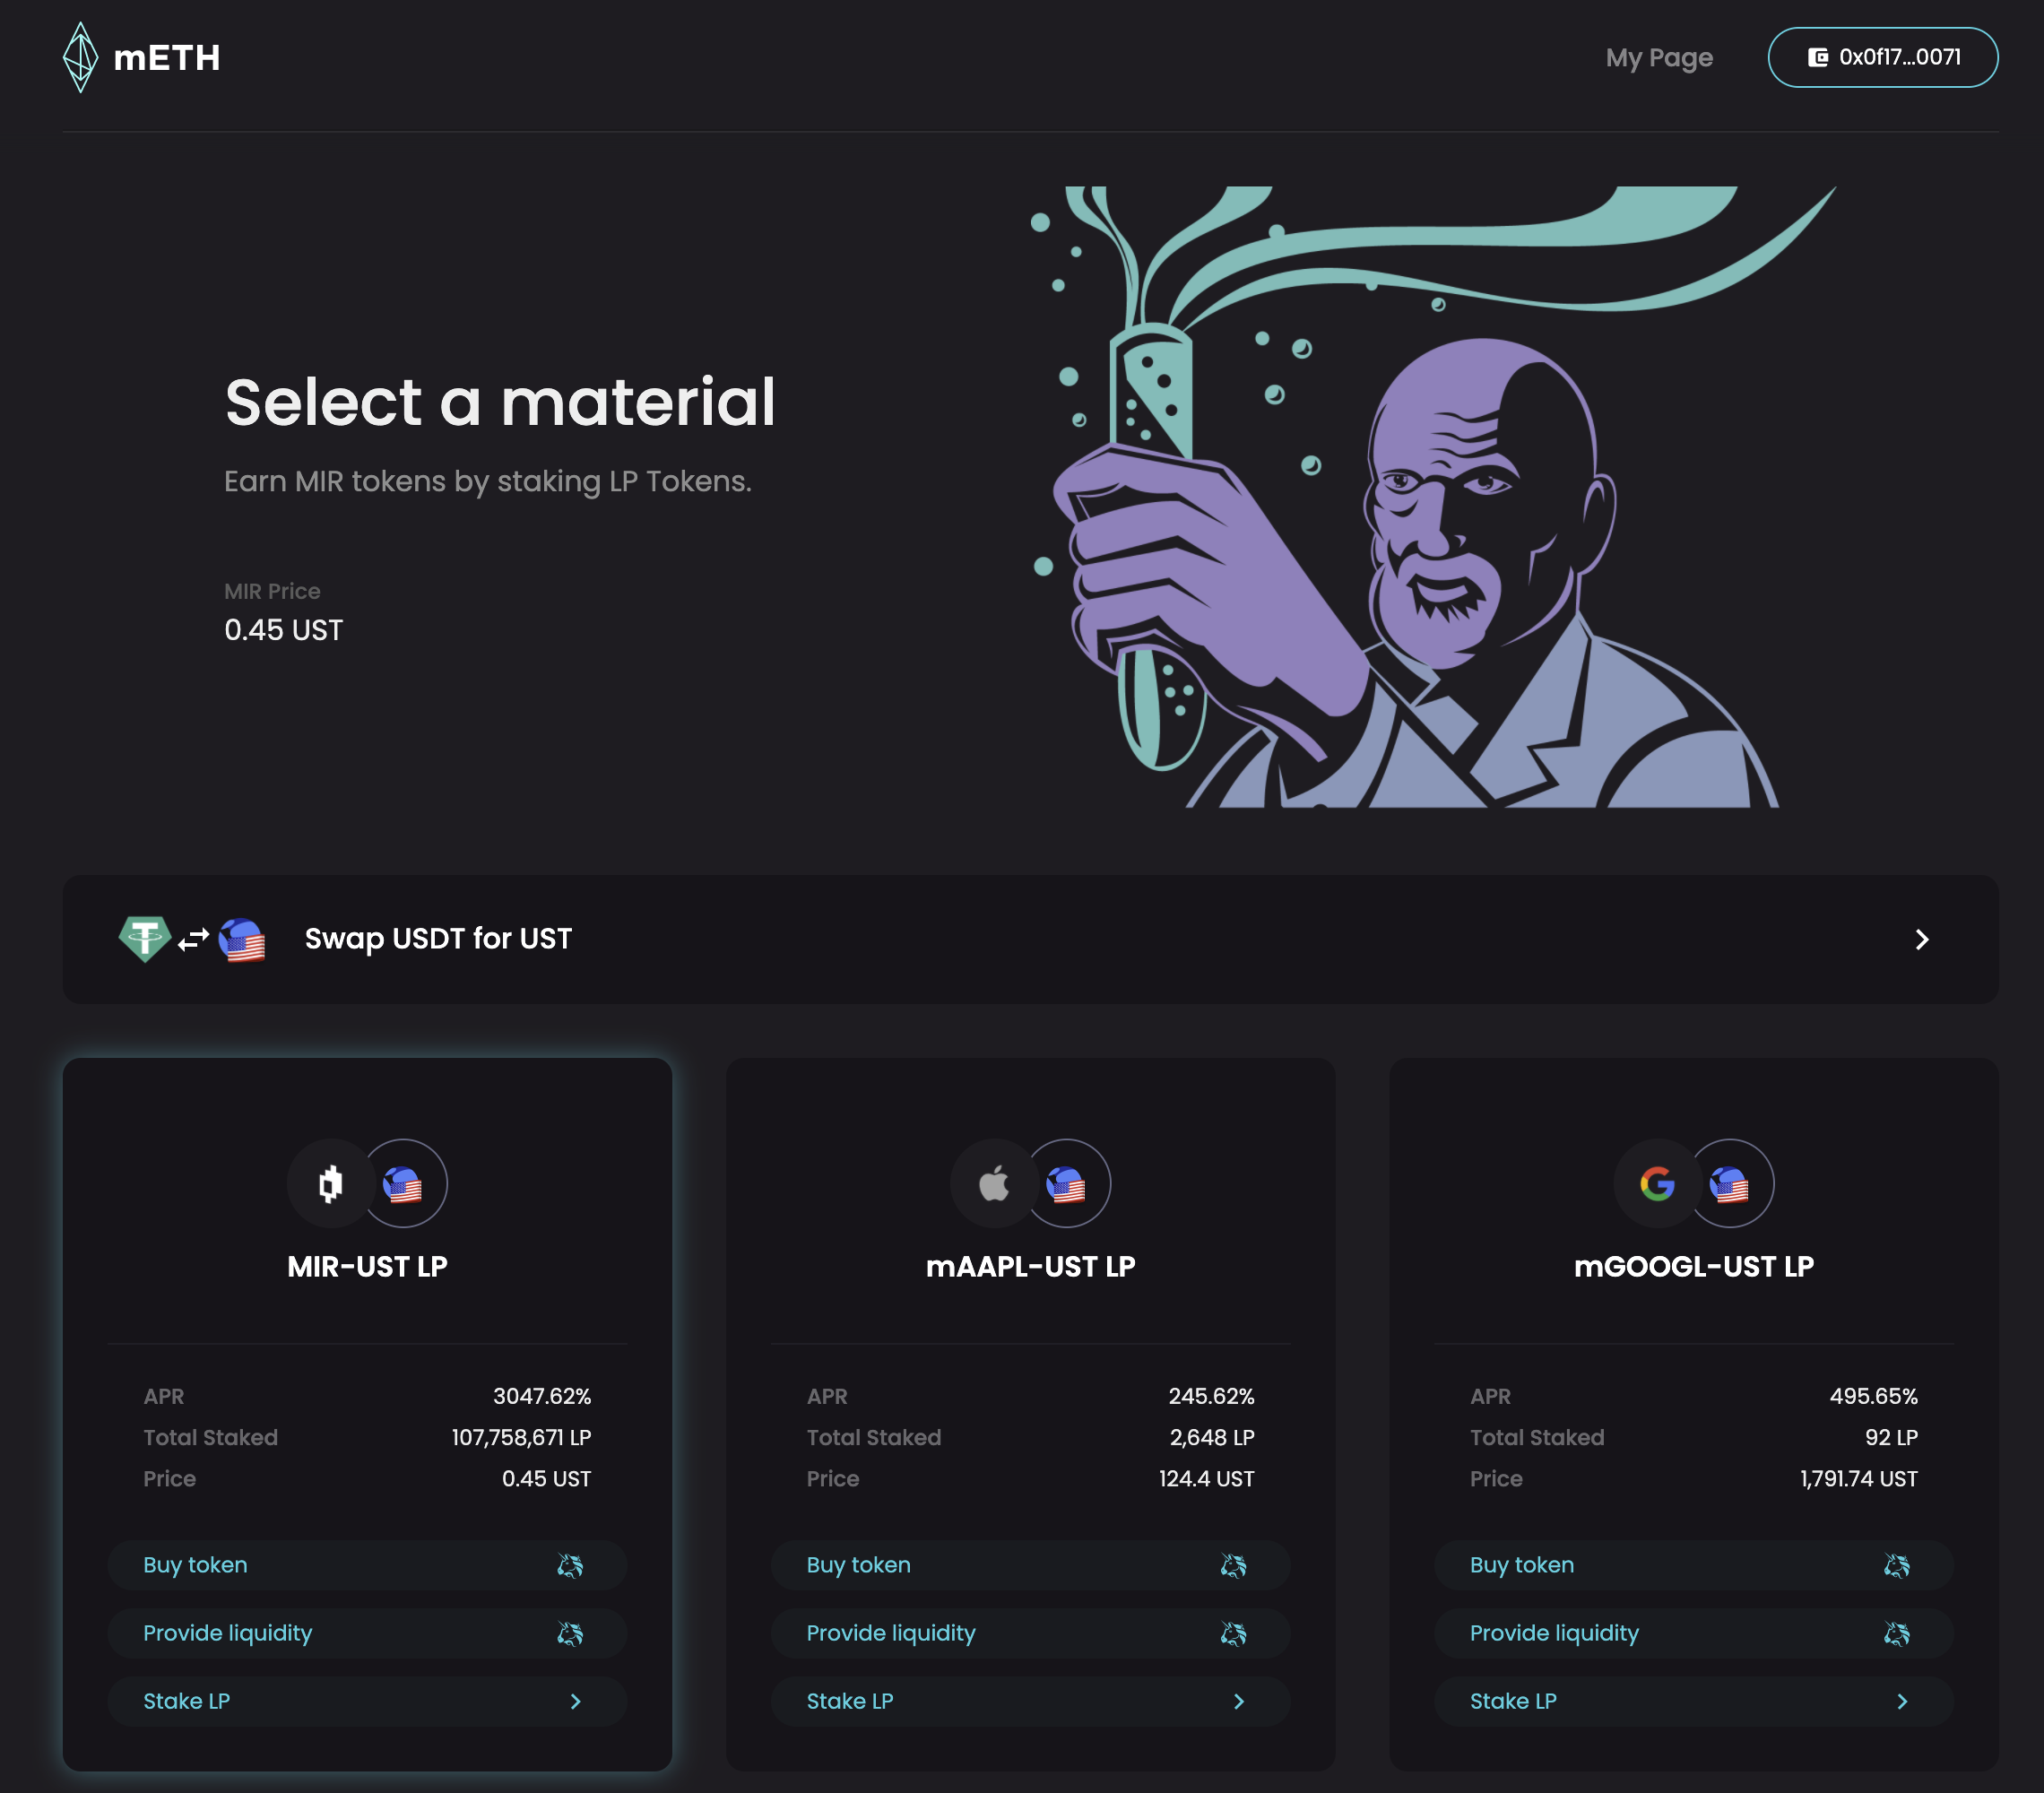 mETH
My Page
0x0f17...0071
Select a material
Earn MIR tokens by staking LP Tokens.
MIR Price
0.45 UST
Swap USDT for UST
MIR-UST LP
APR 3047.62%
Total Staked 107,758,671 LP
Price 0.45 UST
Buy token
Provide liquidity
Stake LP
mAAPL-UST LP
APR 245.62%
Total Staked 2,648 LP
Price 124.4 UST
Buy token
Provide liquidity
Stake LP
mGOOGL-UST LP
APR 495.65%
Total Staked 92 LP
Price 1,791.74 UST
Buy token
Provide liquidity
Stake LP